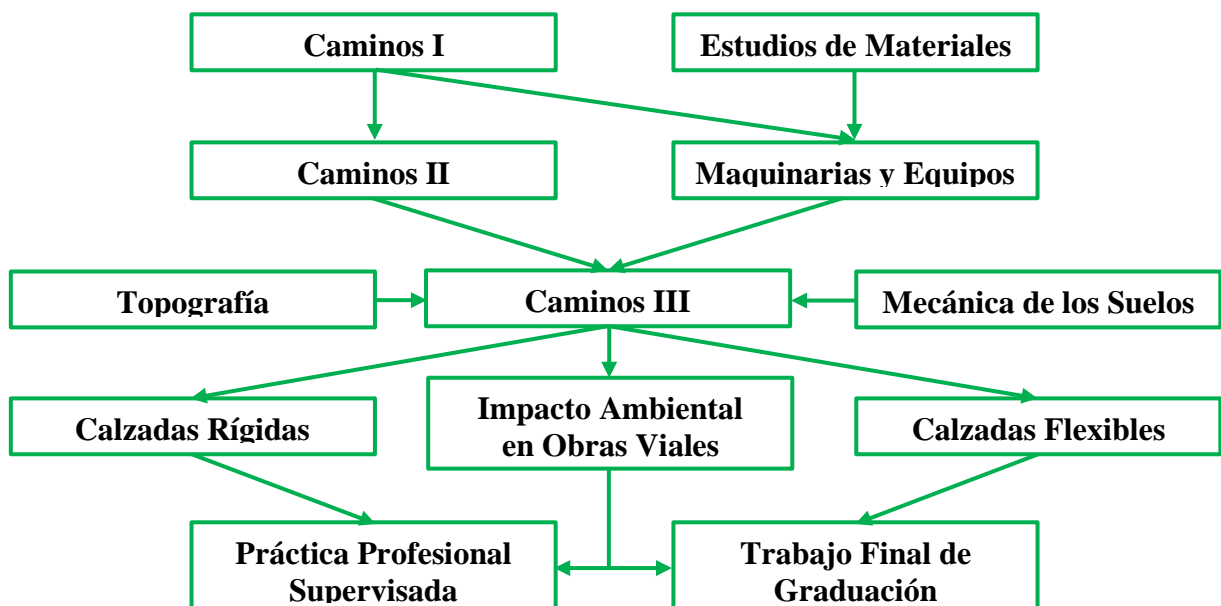 Caminos I
Estudios de Materiales
Caminos II
Maquinarias y Equipos
Topografía
Caminos III
Mecánica de los Suelos
Calzadas Rígidas
Impacto Ambiental
en Obras Viales
Calzadas Flexibles
Práctica Profesional
Supervisada
Trabajo Final de
Graduación